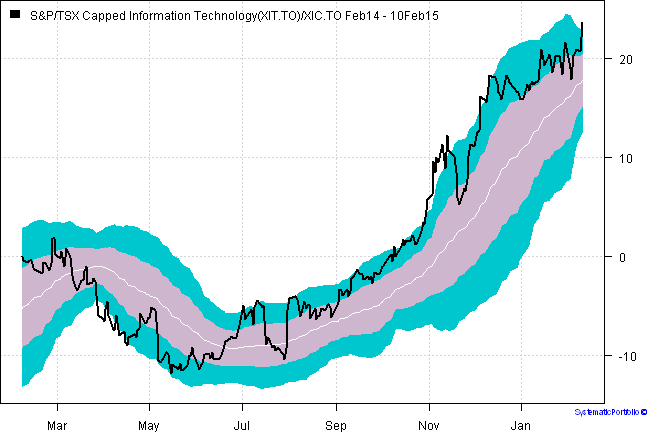 S&P/TSX Capped Information Technology(XIT.TO)/XIC.TO Feb14 - 10Feb15
20
10
0
-10
Mar May Jul Sep Nov Jan
SystematicPortfolio ©